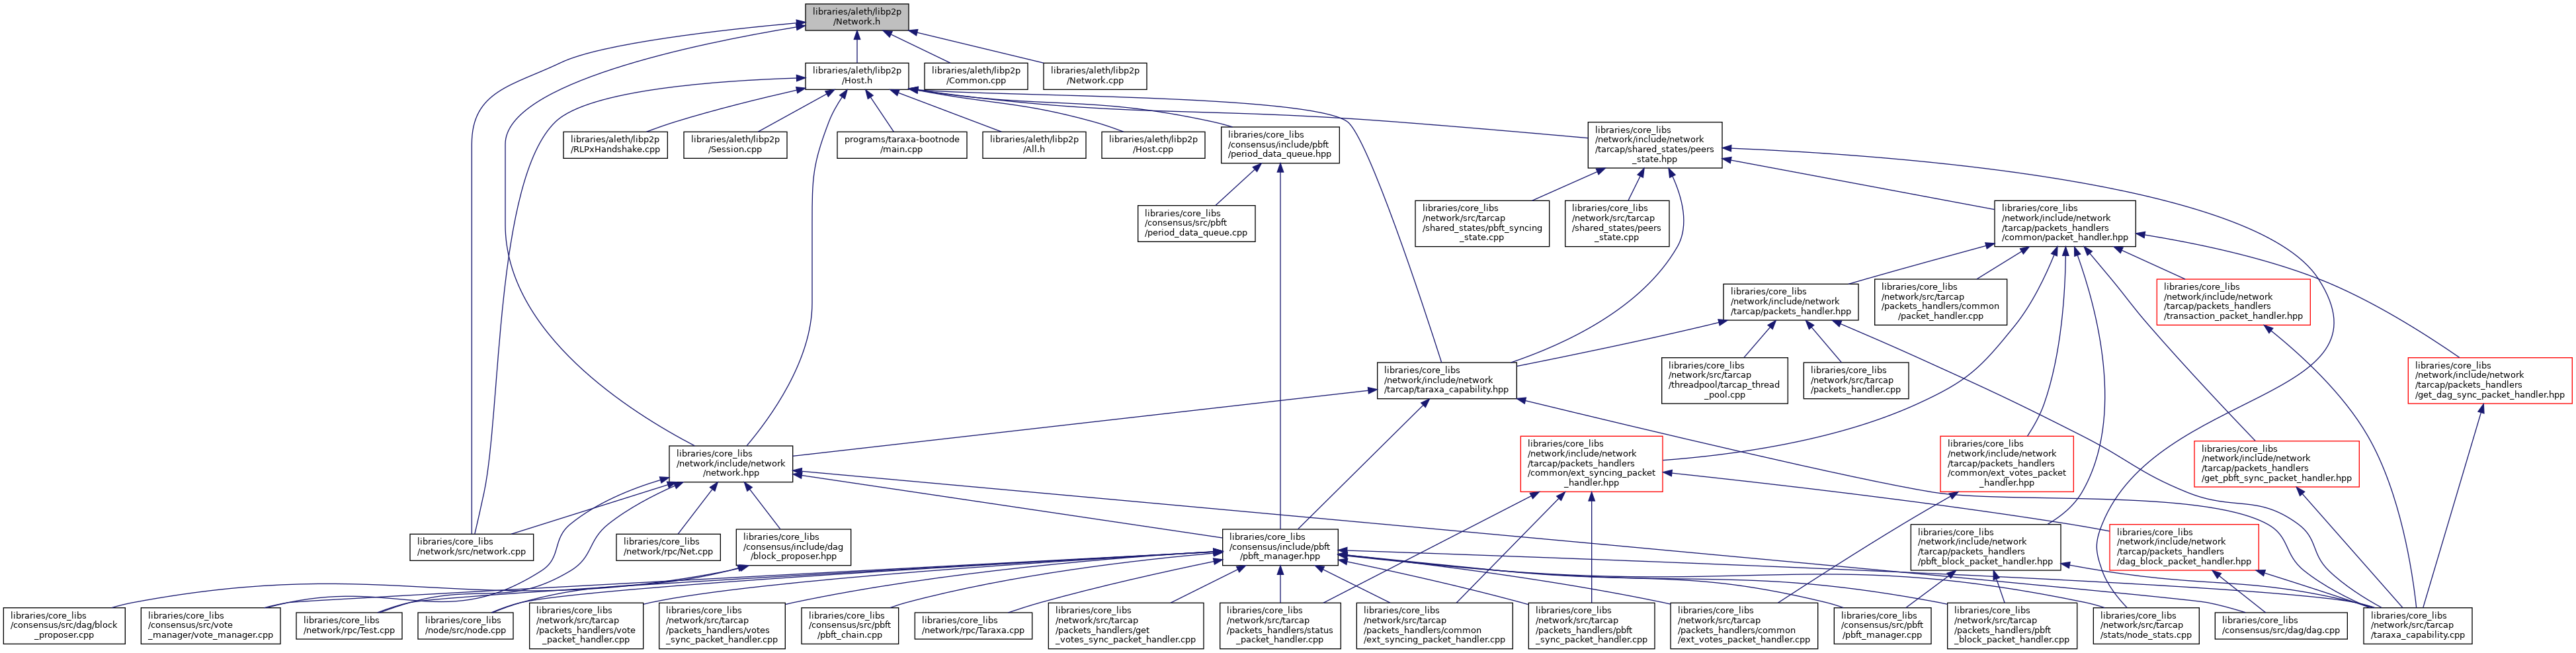 libraries/aleth/libp2p
/Network.h
libraries/aleth/libp2p
/Host.h
libraries/aleth/libp2p
/Common.cpp
libraries/aleth/libp2p
/Network.cpp
libraries/aleth/libp2p
/RLPxHandshake.cpp
libraries/aleth/libp2p
/Session.cpp
programs/taraxa-bootnode
/main.cpp
libraries/aleth/libp2p
/All.h
libraries/aleth/libp2p
/Host.cpp
libraries/core_libs
/consensus/include/pbft
/period_data_queue.hpp
libraries/core_libs
/network/include/network
/tarcap/shared_states/peers
_state.hpp
libraries/core_libs
/consensus/src/pbft
/period_data_queue.cpp
libraries/core_libs
/network/src/tarcap
/shared_states/pbft_syncing
_state.cpp
libraries/core_libs
/network/src/tarcap
/shared_states/peers
_state.cpp
libraries/core_libs
/network/include/network
/tarcap/packets_handlers
/common/packet_handler.hpp
libraries/core_libs
/network/include/network
/tarcap/packets_handler.hpp
libraries/core_libs
/network/src/tarcap
/packets_handlers/common
/packet_handler.cpp
libraries/core_libs
/network/include/network
/tarcap/packets_handlers
/transaction_packet_handler.hpp
libraries/core_libs
/network/include/network
/tarcap/taraxa_capability.hpp
libraries/core_libs
/network/src/tarcap
/threadpool/tarcap_thread
_pool.cpp
libraries/core_libs
/network/src/tarcap
/packets_handler.cpp
libraries/core_libs
/network/include/network
/tarcap/packets_handlers
/get_dag_sync_packet_handler.hpp
libraries/core_libs
/network/include/network
/network.hpp
libraries/core_libs
/network/include/network
/tarcap/packets_handlers
/common/ext_syncing_packet
_handler.hpp
libraries/core_libs
/network/include/network
/tarcap/packets_handlers
/common/ext_votes_packet
_handler.hpp
libraries/core_libs
/network/include/network
/tarcap/packets_handlers
/get_pbft_sync_packet_handler.hpp
libraries/core_libs
/network/src/network.cpp
libraries/core_libs
/network/rpc/Net.cpp
libraries/core_libs
/consensus/include/dag
/block_proposer.hpp
libraries/core_libs
/consensus/include/pbft
/pbft_manager.hpp
libraries/core_libs
/network/include/network
/tarcap/packets_handlers
/pbft_block_packet_handler.hpp
libraries/core_libs
/network/include/network
/tarcap/packets_handlers
/dag_block_packet_handler.hpp
libraries/core_libs
/consensus/src/dag/block
_proposer.cpp
libraries/core_libs
/consensus/src/vote
_manager/vote_manager.cpp
libraries/core_libs
/network/rpc/Test.cpp
libraries/core_libs
/node/src/node.cpp
libraries/core_libs
/network/src/tarcap
/packets_handlers/vote
_packet_handler.cpp
libraries/core_libs
/network/src/tarcap
/packets_handlers/votes
_sync_packet_handler.cpp
libraries/core_libs
/consensus/src/pbft
/pbft_chain.cpp
libraries/core_libs
/network/rpc/Taraxa.cpp
libraries/core_libs
/network/src/tarcap
/packets_handlers/get
_votes_sync_packet_handler.cpp
libraries/core_libs
/network/src/tarcap
/packets_handlers/status
_packet_handler.cpp
libraries/core_libs
/network/src/tarcap
/packets_handlers/common
/ext_syncing_packet_handler.cpp
libraries/core_libs
/network/src/tarcap
/packets_handlers/pbft
_sync_packet_handler.cpp
libraries/core_libs
/network/src/tarcap
/packets_handlers/common
/ext_votes_packet_handler.cpp
libraries/core_libs
/consensus/src/pbft
/pbft_manager.cpp
libraries/core_libs
/network/src/tarcap
/packets_handlers/pbft
_block_packet_handler.cpp
libraries/core_libs
/network/src/tarcap
/stats/node_stats.cpp
libraries/core_libs
/consensus/src/dag/dag.cpp
libraries/core_libs
/network/src/tarcap
/taraxa_capability.cpp